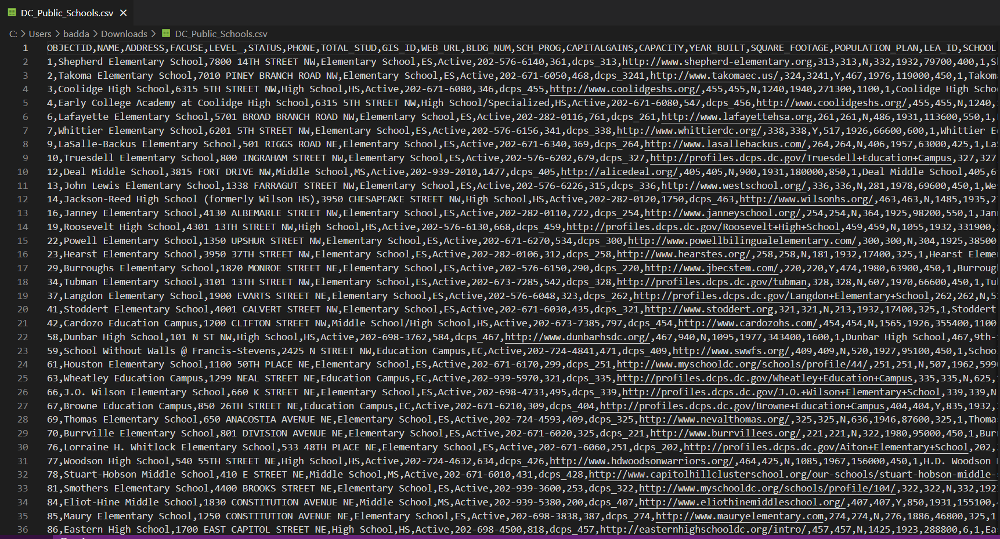 DC_Public_Schools.csv
C: > Users > badda > Downloads > DC_Public_Schools.csv
1 OBJECTID,NAME,ADDRESS,FACUSE,LEVEL_,STATUS,PHONE,TOTAL_STUD,GIS_ID,WEB_URL,BLDG_NUM,SCH_PROG,CAPITALGAINS,CAPACITY,YEAR_BUILT,SQUARE_FOOTAGE,POPULATION_PLAN,LEA_ID,SCHOOL_
2 1,Shepherd Elementary School,7800 14TH STREET NW,Elementary School,ES,Active,202-576-6140,361,dcps_313,http://www.shepherd-elementary.org,313,313,N,332,1932,79700,400,1,S
3 2,Takoma Elementary School,7010 PINEY BRANCH ROAD NW,Elementary School,ES,Active,202-671-6050,468,dcps_3241,http://www.takomaec.us/,324,3241,Y,467,1976,119000,450,1,Takom
4 3,Coolidge High School,6315 5TH STREET NW,High School,HS,Active,202-671-6080,346,dcps_455,http://www.coolidgeshs.org/,455,455,N,1240,1940,271300,1100,1,Coolidge High Scho
5 4,Early College Academy at Coolidge High School,6315 5TH STREET NW,High School/Specialized,HS,Active,202-671-6080,547,dcps_456,http://www.coolidgeshs.org/,455,455,N,1240,
6 6,Lafayette Elementary School,5701 BROAD BRANCH ROAD NW,Elementary School,ES,Active,202-282-0116,761,dcps_261,http://www.lafayettehsa.org,261,261,N,486,1931,113600,550,1,
7 7,Whittier Elementary School,6201 5TH STREET NW,Elementary School,ES,Active,202-576-6156,341,dcps_338,http://www.whittierdc.org/,338,338,Y,517,1926,66600,600,1,Whittier E
8 9,LaSalle-Backus Elementary School,501 RIGGS ROAD NE,Elementary School,ES,Active,202-671-6340,369,dcps_264,http://www.lasallebackus.com/,264,264,N,406,1957,63000,425,1,LaS
9 10,Truesdell Elementary School,800 INGRAHAM STREET NW,Elementary School,ES,Active,202-576-6202,679,dcps_327,http://profiles.dcps.dc.gov/Truesdell+Education+Campus,327,327
10 12,Deal Middle School,3815 FORT DRIVE NW,Middle School,MS,Active,202-939-2010,1477,dcps_405,http://alicedeal.org/,405,405,N,900,1931,180000,850,1,Deal Middle School,405,6
11 13,John Lewis Elementary School,1338 FARRAGUT STREET NW,Elementary School,ES,Active,202-576-6226,315,dcps_336,http://www.westschool.org/,336,336,N,281,1978,69600,450,1,We
12 14,Jackson-Reed High School (formerly Wilson HS),3950 CHESAPEAKE STREET NW,High School,HS,Active,202-282-0120,1750,dcps_463,http://www.wilsonhs.org/,463,463,N,1485,1935,2
13 16,Janney Elementary School,4130 ALBEMARLE STREET NW,Elementary School,ES,Active,202-282-0110,722,dcps_254,http://www.janneyschool.org/,254,254,N,364,1925,98200,550,1,Jan
14 19,Roosevelt High School,4301 13TH STREET NW,High School,HS,Active,202-576-6130,668,dcps_459,http://profiles.dcps.dc.gov/Roosevelt+High+School,459,459,N,1055,1932,331900,
15 22,Powell Elementary School,1350 UPSHUR STREET NW,Elementary School,ES,Active,202-671-6270,534,dcps_300,http://www.powellbilingualelementary.com/,300,300,N,304,1925,38500
16 23,Hearst Elementary School,3950 37TH STREET NW,Elementary School,ES,Active,202-282-0106,312,dcps_258,http://www.hearstes.org/,258,258,N,181,1932,17400,325,1,Hearst Eleme
17 29,Burroughs Elementary School,1820 MONROE STREET NE,Elementary School,ES,Active,202-576-6150,290,dcps_220,http://www.jbecstem.com/,220,220,Y,474,1980,63900,450,1,Burroug
18 34,Tubman Elementary School,3101 13TH STREET NW,Elementary School,ES,Active,202-673-7285,542,dcps_328,http://profiles.dcps.dc.gov/tubman,328,328,N,607,1970,66600,450,1,Tu
19 37,Langdon Elementary School,1900 EVARTS STREET NE,Elementary School,ES,Active,202-576-6048,323,dcps_262,http://profiles.dcps.dc.gov/Langdon+Elementary+School,262,262,N,5
20 41,Stoddert Elementary School,4001 CALVERT STREET NW,Elementary School,ES,Active,202-671-6030,435,dcps_321,http://www.stoddert.org,321,321,N,213,1932,17400,325,1,Stoddert
21 42,Cardozo Education Campus,1200 CLIFTON STREET NW,Middle School/High School,HS,Active,202-673-7385,797,dcps_454,http://www.cardozohs.com/,454,454,N,1565,1926,355400,1100
22 58,Dunbar High School,101 N ST NW,High School,HS,Active,202-698-3762,584,dcps_467,http://www.dunbarhsdc.org/,467,940,N,1095,1977,343400,1600,1,Dunbar High School,467,9th-
23 59,School Without Walls @ Francis-Stevens,2425 N STREET NW,Education Campus,EC,Active,202-724-4841,471,dcps_409,http://www.swwfs.org/,409,409,N,520,1927,95100,450,1,Schoo
24 61,Houston Elementary School,1100 50TH PLACE NE,Elementary School,ES,Active,202-671-6170,299,dcps_251,http://www.myschooldc.org/schools/profile/44/,251,251,N,507,1962,5990
25 63,Wheatley Education Campus,1299 NEAL STREET NE,Education Campus,EC,Active,202-939-5970,321,dcps_335,http://profiles.dcps.dc.gov/Wheatley+Education+Campus,335,335,N,625,
26 66,J.O. Wilson Elementary School,660 K STREET NE,Elementary School,ES,Active,202-698-4733,495,dcps_339,http://profiles.dcps.dc.gov/J.O.+Wilson+Elementary+School,339,339,N
27 67,Browne Education Campus,850 26TH STREET NE,Education Campus,EC,Active,202-671-6210,309,dcps_404,http://profiles.dcps.dc.gov/Browne+Education+Campus,404,404,Y,835,1932,
28 69,Thomas Elementary School,650 ANACOSTIA AVENUE NE,Elementary School,ES,Active,202-724-4593,409,dcps_325,http://www.nevalthomas.org/,325,325,N,636,1946,87600,325,1,Thoma
29 70,Burrville Elementary School,801 DIVISION AVENUE NE,Elementary School,ES,Active,202-671-6020,325,dcps_221,http://www.burrvillees.org/,221,221,N,322,1980,95000,450,1,Bur
30 76,Lorraine H. Whitlock Elementary School,533 48TH PLACE NE,Elementary School,ES,Active,202-671-6060,251,dcps_202,http://profiles.dcps.dc.gov/Aiton+Elementary+School,202,
31 77,Woodson High School,540 55TH STREET NE,High School,HS,Active,202-724-4632,634,dcps_426,http://www.hdwoodsonwarriors.org/,464,425,N,1085,1967,156000,450,1,H.D. Woodson
32 78,Stuart-Hobson Middle School,410 E STREET NE,Middle School,MS,Active,202-671-6010,431,dcps_428,http://www.capitolhillclusterschool.org/our-schools/stuart-hobson-middle-
33 81,Smothers Elementary School,4400 BROOKS STREET NE,Elementary School,ES,Active,202-939-3600,253,dcps_322,http://www.myschooldc.org/schools/profile/104/,322,322,N,332,192
34 84,Eliot-Hine Middle School,1830 CONSTITUTION AVENUE NE,Middle School,MS,Active,202-939-5380,200,dcps_407,http://www.eliothinemiddleschool.org/,407,407,Y,850,1931,155100,
35 85,Maury Elementary School,1250 CONSTITUTION AVENUE NE,Elementary School,ES,Active,202-698-3838,387,dcps_274,http://www.mauryelementary.com,274,274,N,276,1886,46800,325,1
36 86,Eastern High School,1700 EAST CAPITOL STREET NE,High School,HS,Active,202-698-4500,818,dcps_457,http://easternhighschooldc.org/intro/,457,457,N,1425,1923,288800,6,1,Ea